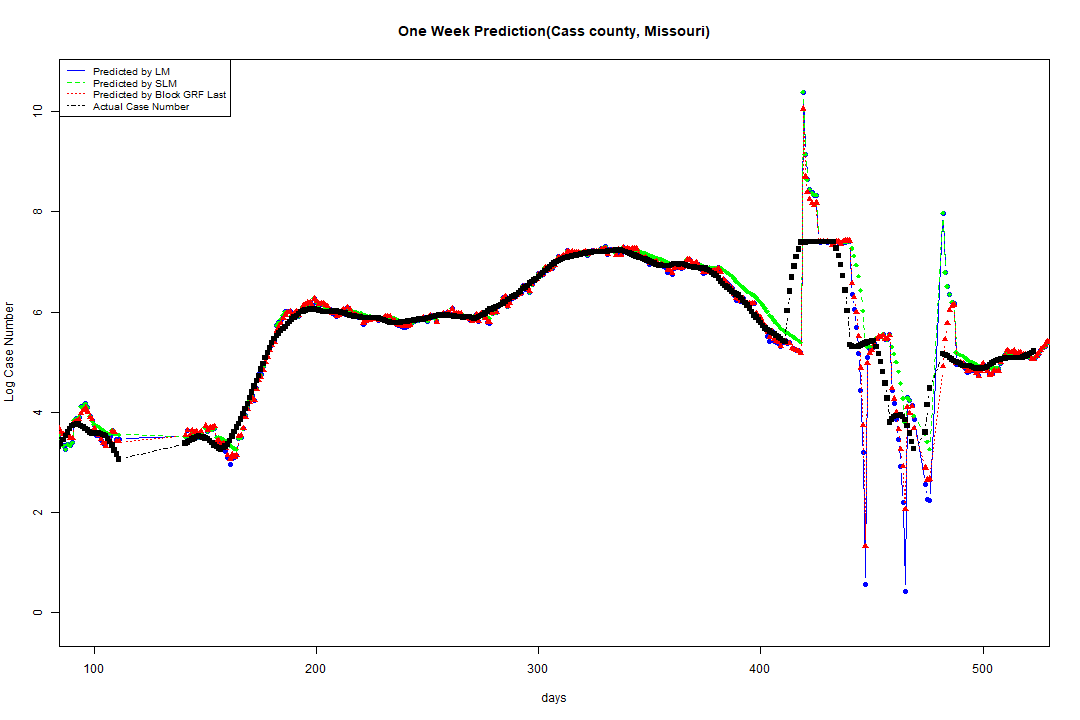 One Week Prediction(Cass county, Missouri)
Predicted by LM
Predicted by SLM
Predicted by Block GRF Last
Actual Case Number
Log Case Number
10
8
6
4
2
0
100 200 300 400 500
days